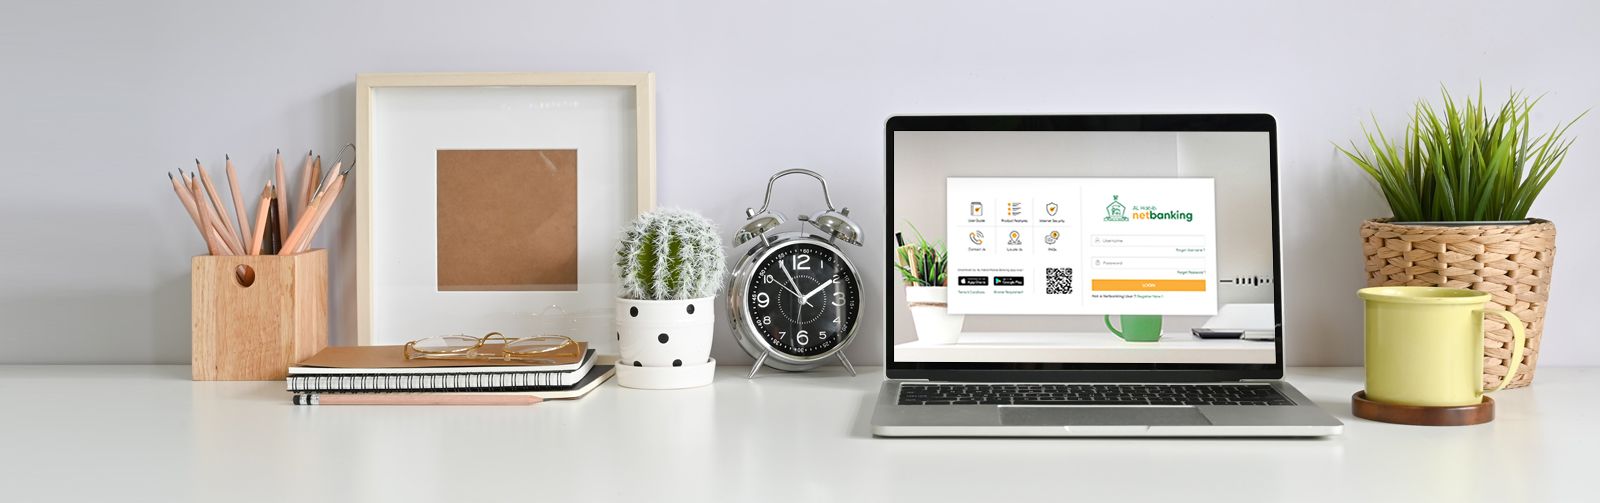 12
1
2
3
4
5
6
7
8
9
10
11
User Guide
Product Features
Internet Security
Contact Us
Locate Us
FAQs
App Store
Google Play
AL Habib
netbanking
Username
Forgot Username ?
Password
Forgot Password ?
LOGIN
Not a Netbanking User ? Register Now !